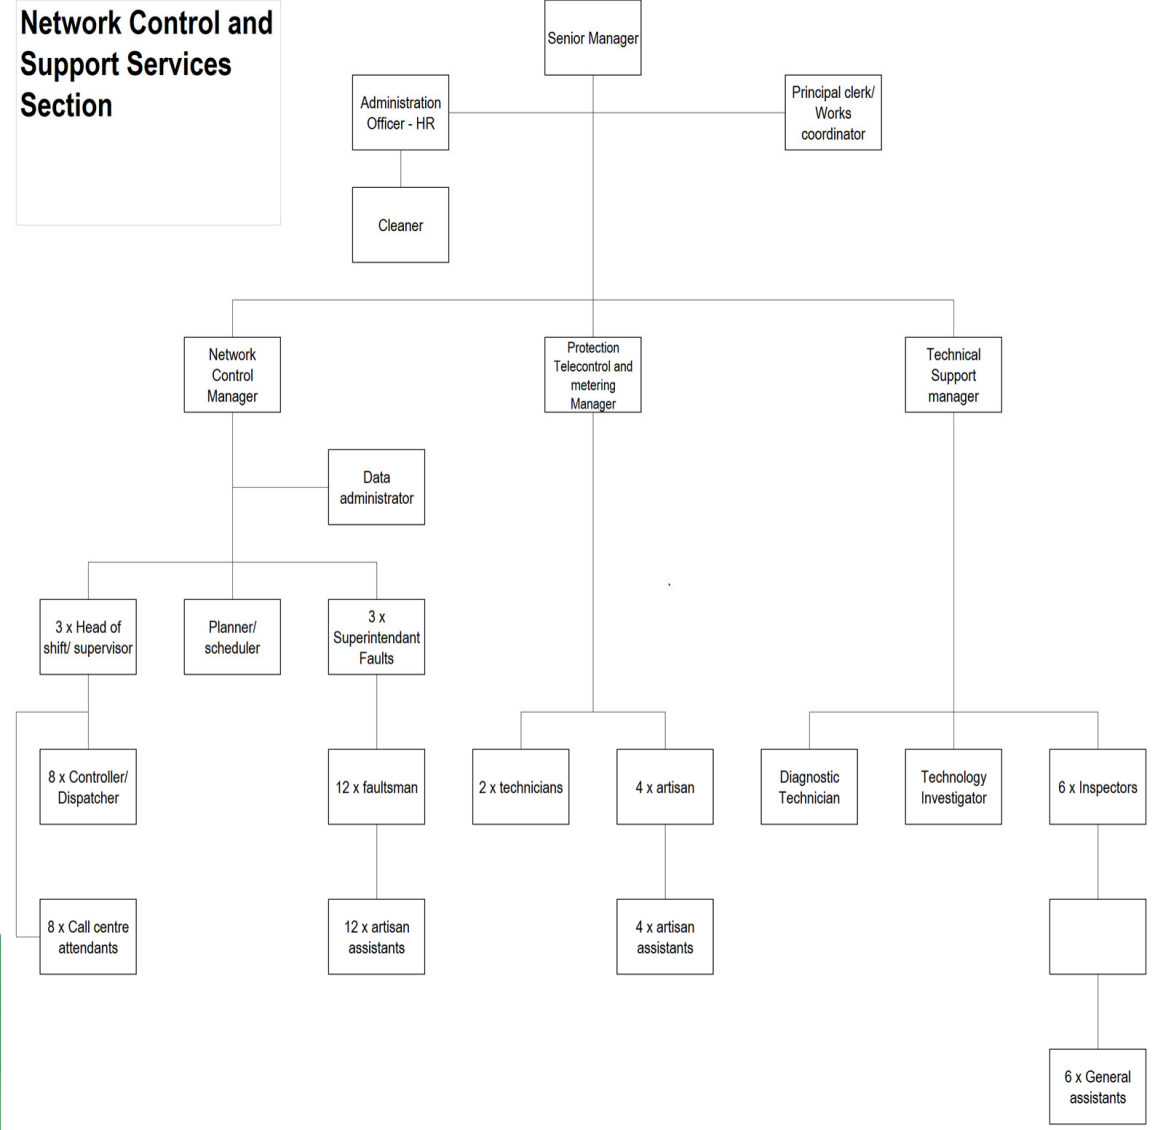 Network Control and
Support Services
Section
Senior Manager
Administration
Officer - HR
Principal clerk/
Works
coordinator
Cleaner
Network
Control
Manager
Protection
Telecontrol and
metering
Manager
Technical
Support
manager
Data
administrator
3 x Head of
shift/ supervisor
Planner/
scheduler
3 x
Superintendant
Faults
8 x Controller/
Dispatcher
12 x faultsman
2 x technicians
4 x artisan
Diagnostic
Technician
Technology
Investigator
6 x Inspectors
8 x Call centre
attendants
12 x artisan
assistants
4 x artisan
assistants
6 x General
assistants